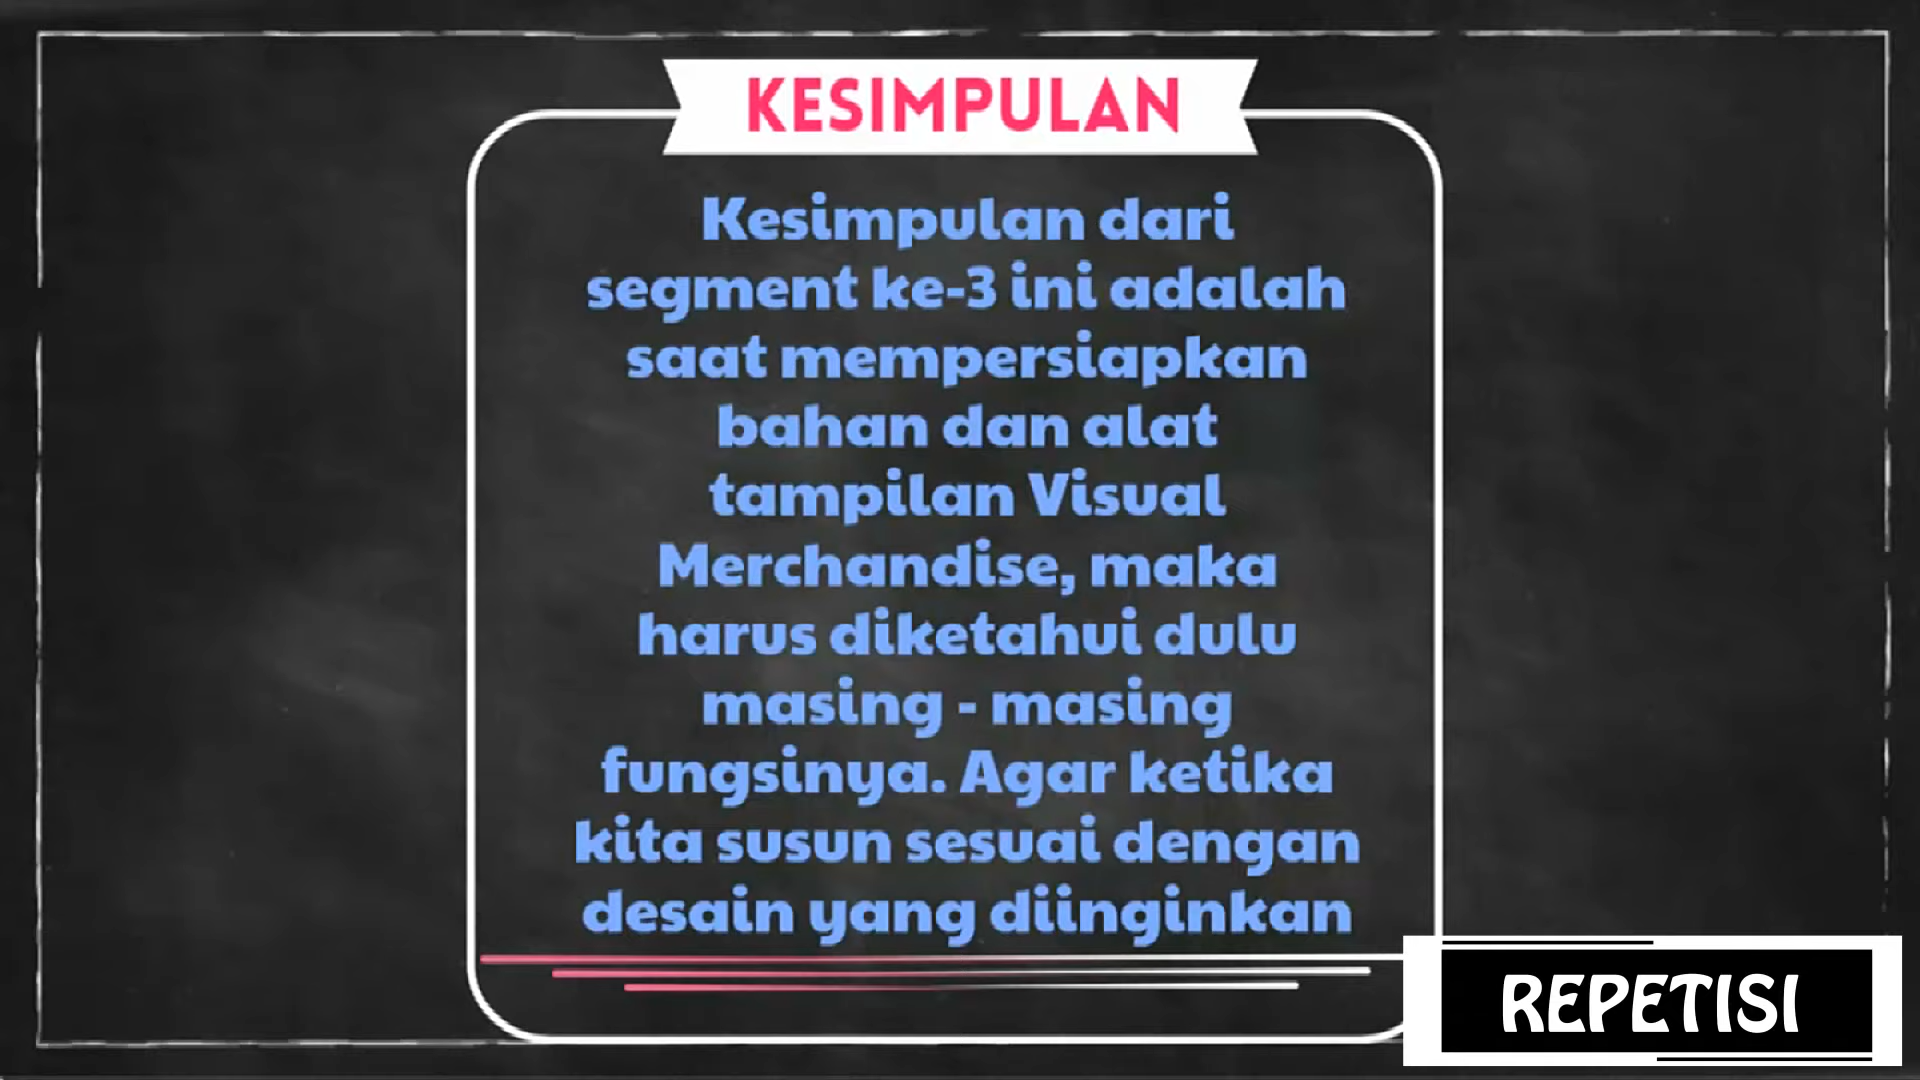 KESIMPULAN
Kesimpulan dari
segment ke-3 ini adalah
saat mempersiapkan
bahan dan alat
tampilan Visual
Merchandise, maka
harus diketahui dulu
masing - masing
fungsinya. Agar ketika
kita susun sesuai dengan
desain yang diinginkan
REPETISI